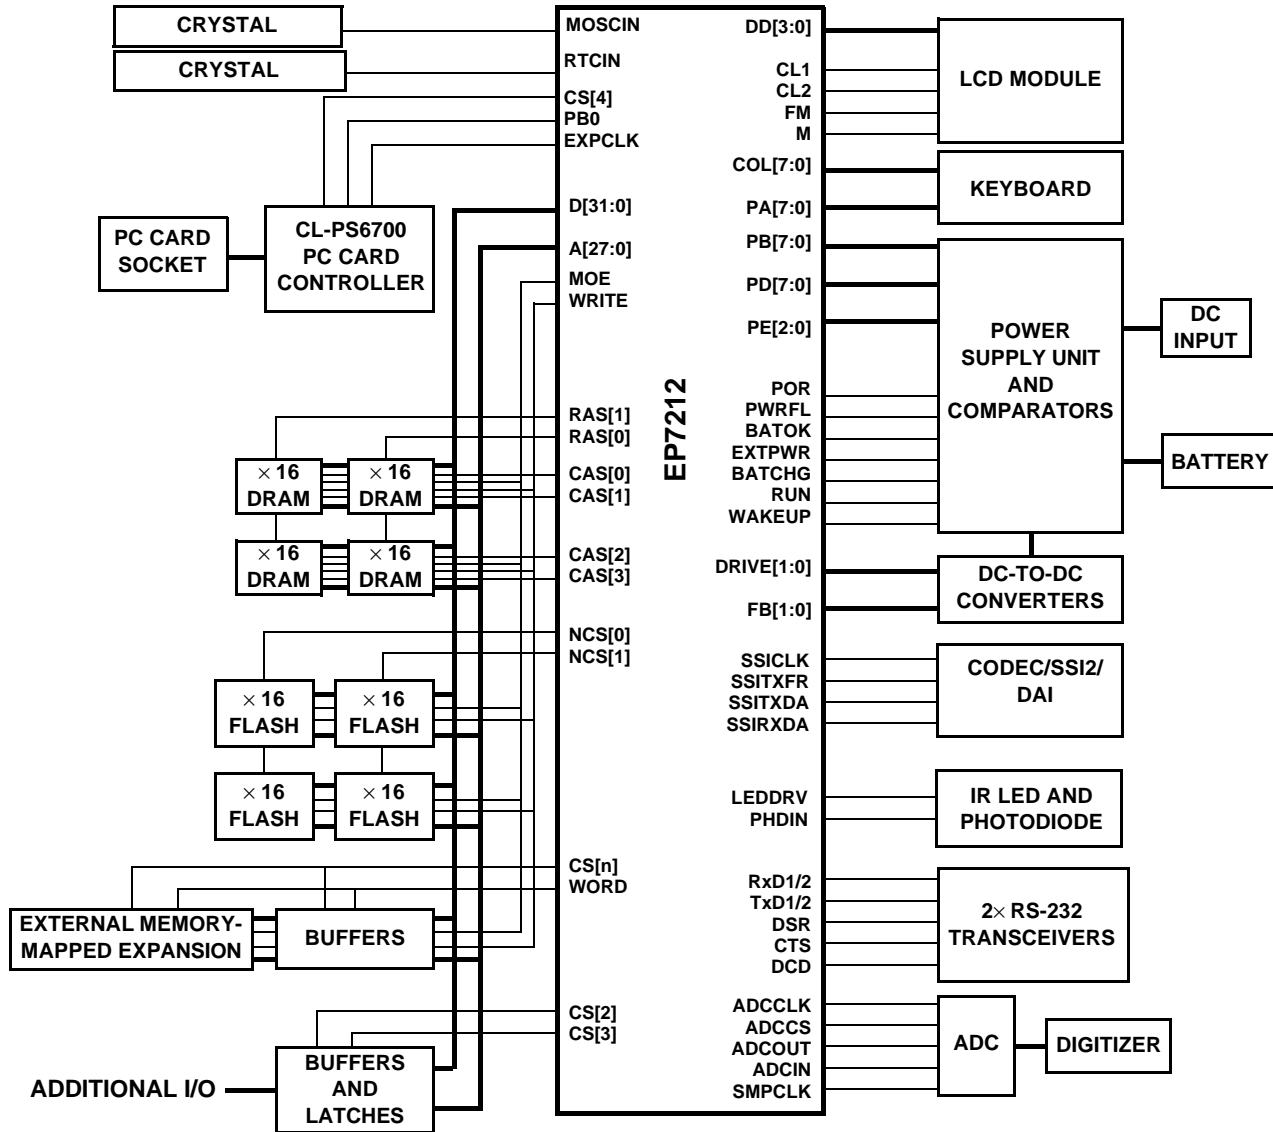 CRYSTAL
CRYSTAL
PC CARD
SOCKET
CL-PS6700
PC CARD
CONTROLLER
× 16
DRAM
× 16
DRAM
× 16
DRAM
× 16
DRAM
× 16
FLASH
× 16
FLASH
× 16
FLASH
× 16
FLASH
EXTERNAL MEMORY-
MAPPED EXPANSION
BUFFERS
ADDITIONAL I/O
BUFFERS
AND
LATCHES
MOSCIN
RTCIN
CS[4]
PB0
EXPCLK
D[31:0]
A[27:0]
MOE
WRITE
RAS[1]
RAS[0]
CAS[0]
CAS[1]
CAS[2]
CAS[3]
NCS[0]
NCS[1]
CS[n]
WORD
CS[2]
CS[3]
EP7212
DD[3:0]
CL1
CL2
FM
M
COL[7:0]
PA[7:0]
PB[7:0]
PD[7:0]
PE[2:0]
POR
PWRFL
BATOK
EXTPWR
BATCHG
RUN
WAKEUP
DRIVE[1:0]
FB[1:0]
SSICLK
SSITXFR
SSITXDA
SSIRXDA
LEDDRV
PHDIN
RxD1/2
TxD1/2
DSR
CTS
DCD
ADCCLK
ADCCS
ADCOUT
ADCIN
SMPCLK
LCD MODULE
KEYBOARD
POWER
SUPPLY UNIT
AND
COMPARATORS
DC
INPUT
BATTERY
DC-TO-DC
CONVERTERS
CODEC/SSI2/
DAI
IR LED AND
PHOTODIODE
2× RS-232
TRANSCEIVERS
ADC
DIGITIZER